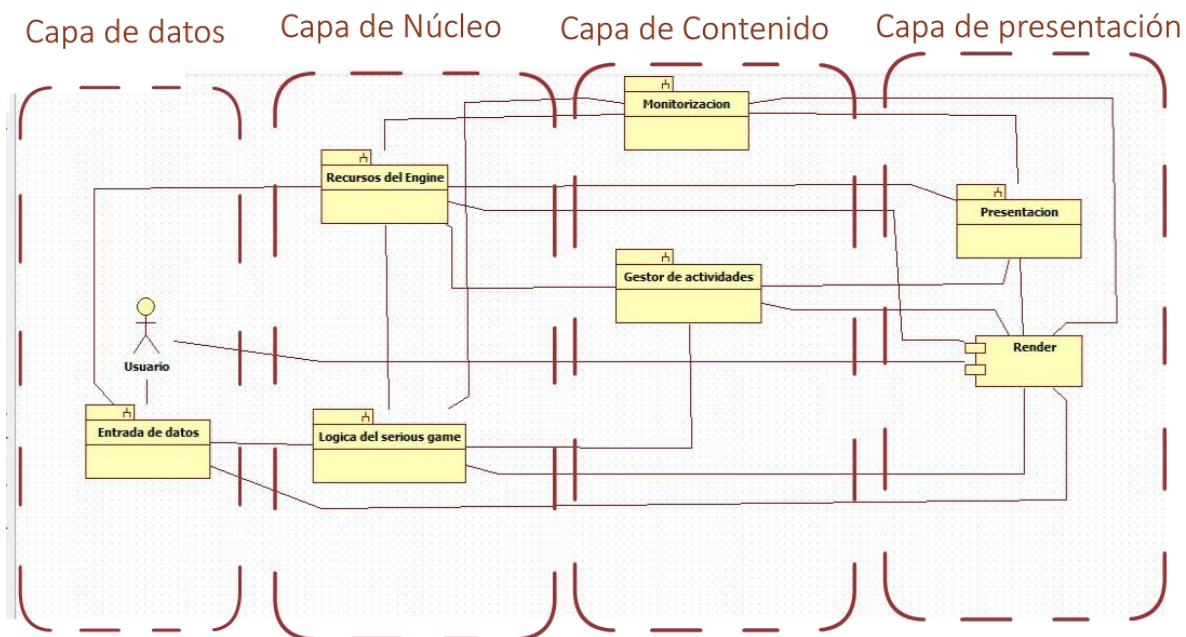 Capa de datos
Capa de Núcleo
Capa de Contenido
Capa de presentación
Monitorizacion
Recursos del Engine
Presentacion
Gestor de actividades
Usuario
Render
Entrada de datos
Logica del serious game